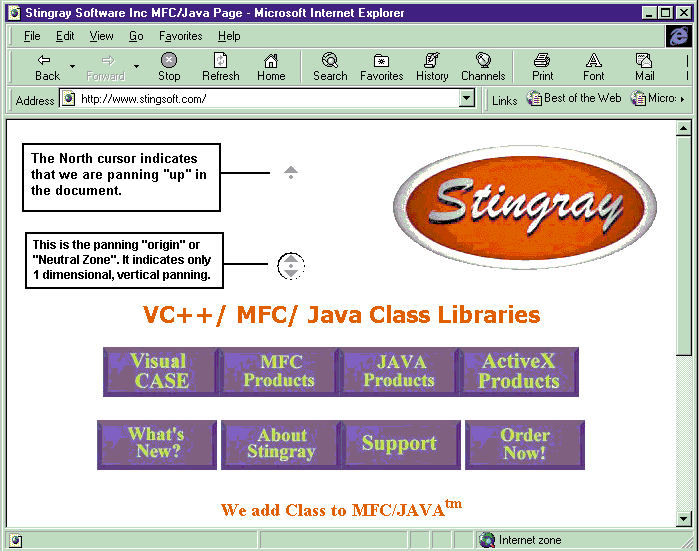 Stingray Software Inc MFC/Java Page - Microsoft Internet Explorer
File Edit View Go Favorites Help
Back Forward Stop Refresh Home Search Favorites History Channels Print Font Mail
Address http://www.stingsoft.com/ Links Best of the Web Micro:
The North cursor indicates
that we are panning "up" in
the document.
Stingray
This is the panning "origin" or
"Neutral Zone". It indicates only
1 dimensional, vertical panning.
VC++/ MFC/ Java Class Libraries
Visual
CASE
MFC
Products
JAVA
Products
ActiveX
Products
What's
New?
About
Stingray
Support
Order
Now!
We add Class to MFC/JAVAtm
Internet zone